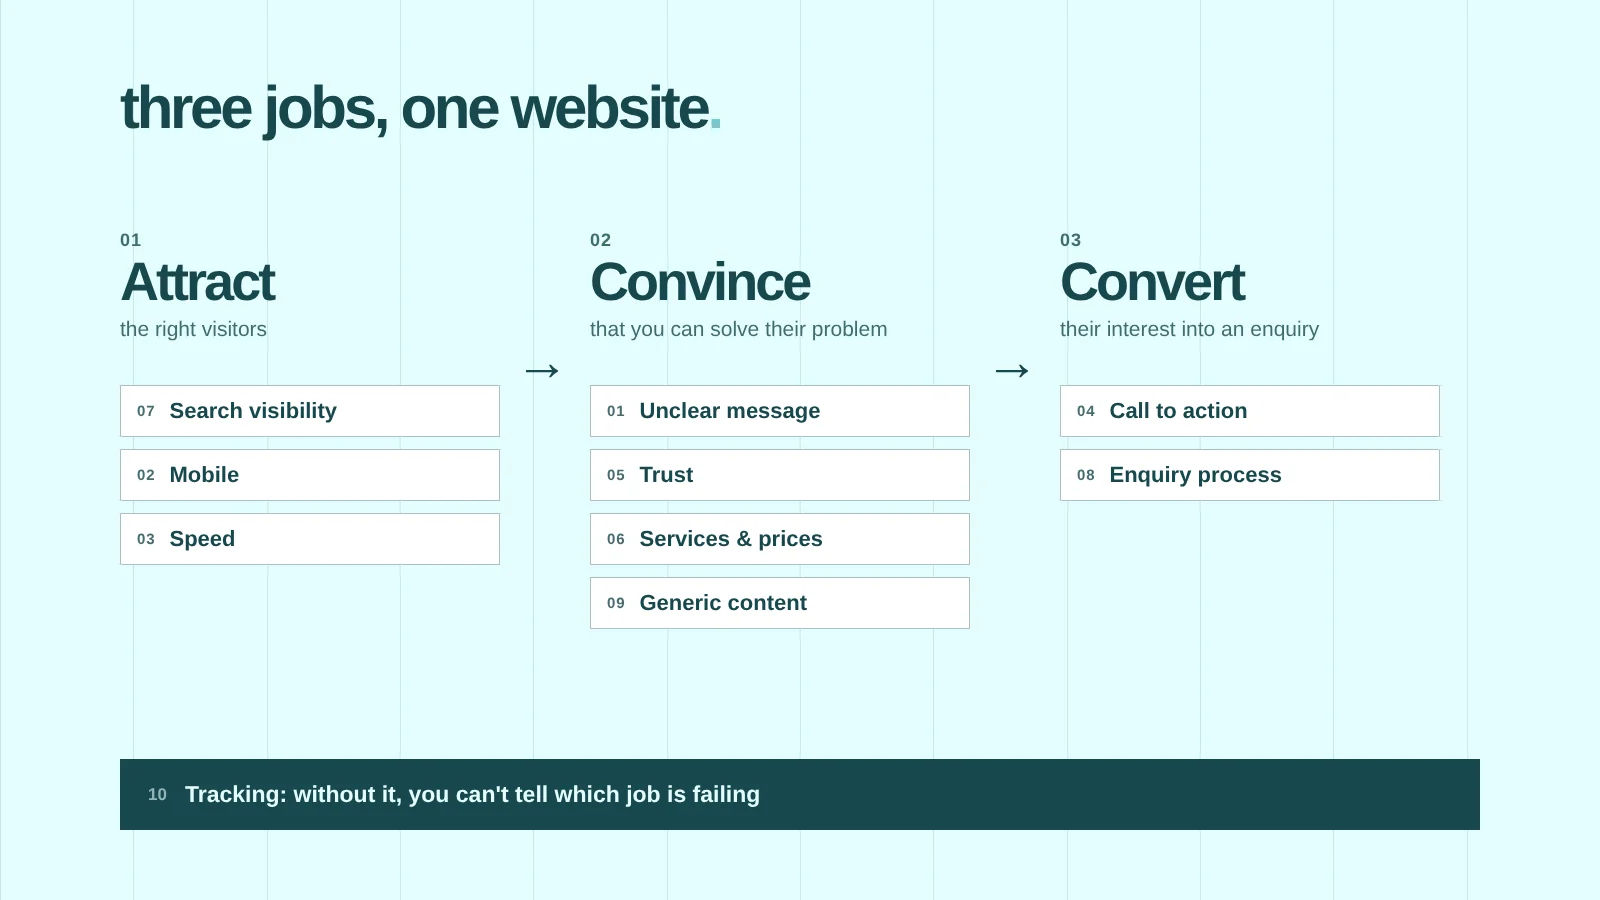 three jobs, one website.
01
Attract
the right visitors
07 Search visibility
02 Mobile
03 Speed
→
02
Convince
that you can solve their problem
01 Unclear message
05 Trust
06 Services & prices
09 Generic content
→
03
Convert
their interest into an enquiry
04 Call to action
08 Enquiry process
10 Tracking: without it, you can't tell which job is failing